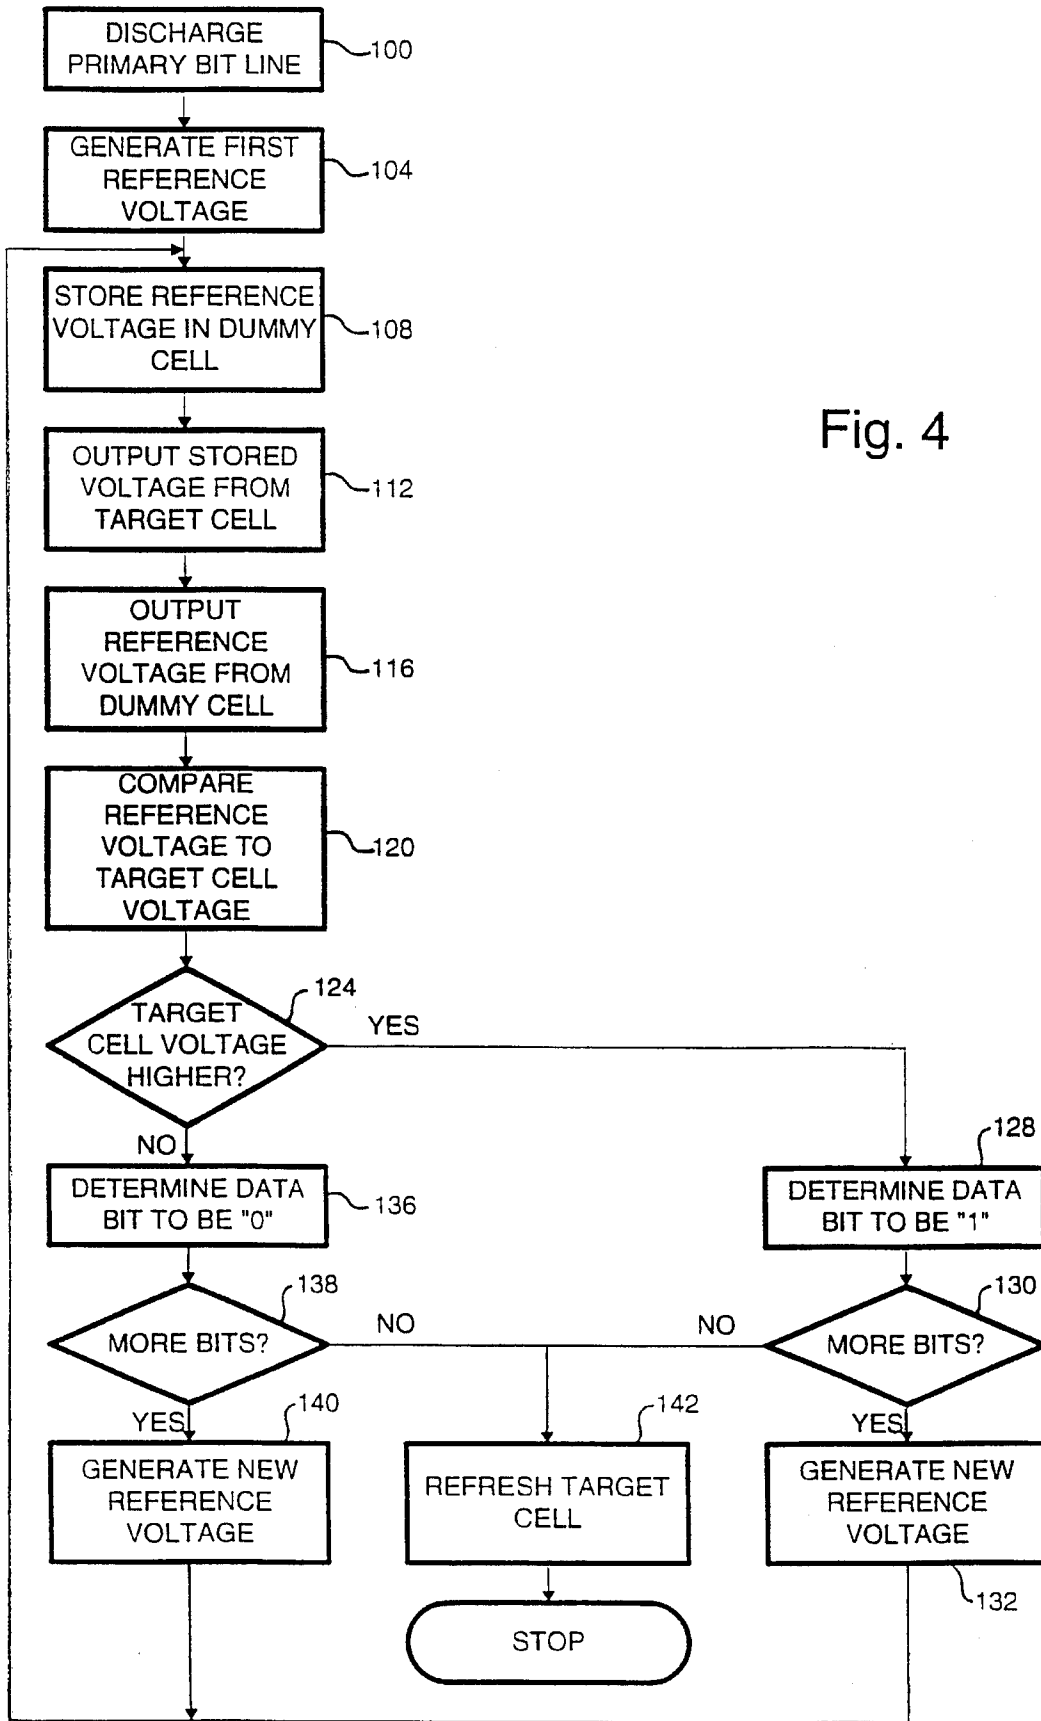 DISCHARGE
PRIMARY BIT LINE
100
GENERATE FIRST
REFERENCE
VOLTAGE
104
STORE REFERENCE
VOLTAGE IN DUMMY
CELL
108
Fig. 4
OUTPUT STORED
VOLTAGE FROM
TARGET CELL
112
OUTPUT
REFERENCE
VOLTAGE FROM
DUMMY CELL
116
COMPARE
REFERENCE
VOLTAGE TO
TARGET CELL
VOLTAGE
120
TARGET
CELL VOLTAGE
HIGHER?
124
YES
NO
DETERMINE DATA
BIT TO BE "0"
136
128
DETERMINE DATA
BIT TO BE "1"
138
MORE BITS?
NO
NO
130
MORE BITS?
YES
140
GENERATE NEW
REFERENCE
VOLTAGE
142
REFRESH TARGET
CELL
YES
GENERATE NEW
REFERENCE
VOLTAGE
132
STOP